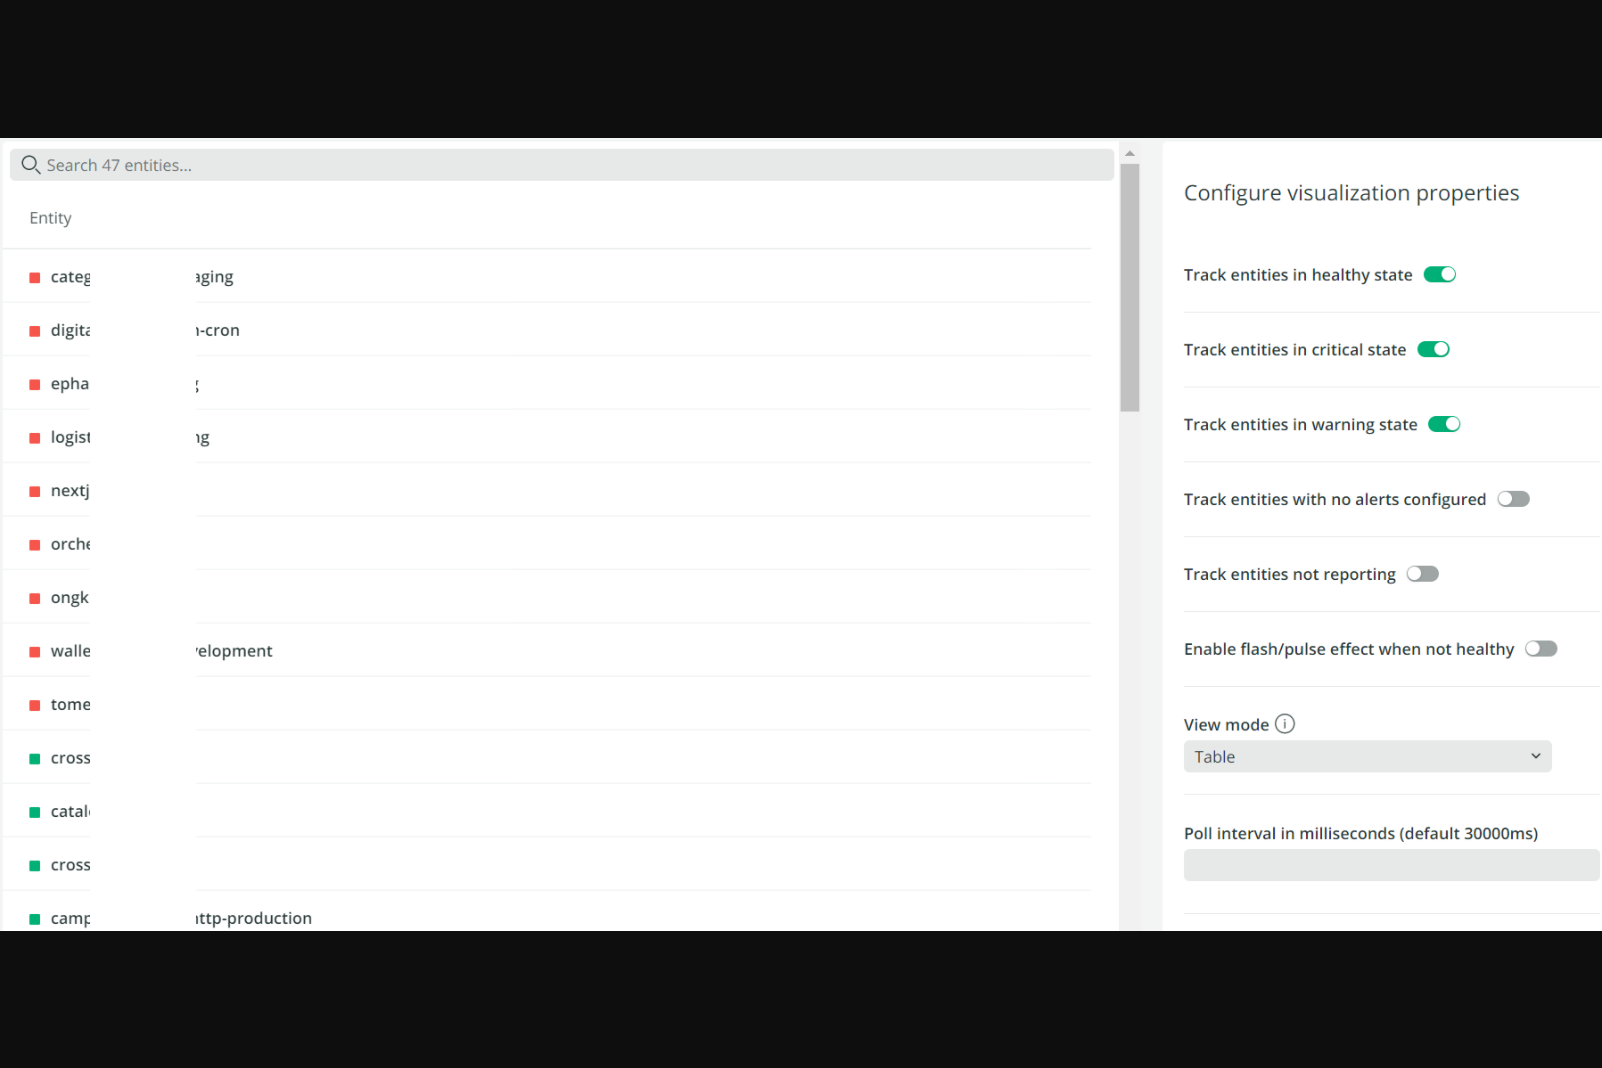 Search 47 entities...
Entity
categ aging
digita n-cron
epha g
logist ng
nextj
orche
ongk
walle velopment
tome
cross
catal
cross
camp ttp-production
Configure visualization properties
Track entities in healthy state
Track entities in critical state
Track entities in warning state
Track entities with no alerts configured
Track entities not reporting
Enable flash/pulse effect when not healthy
View mode
Table
Poll interval in milliseconds (default 30000ms)